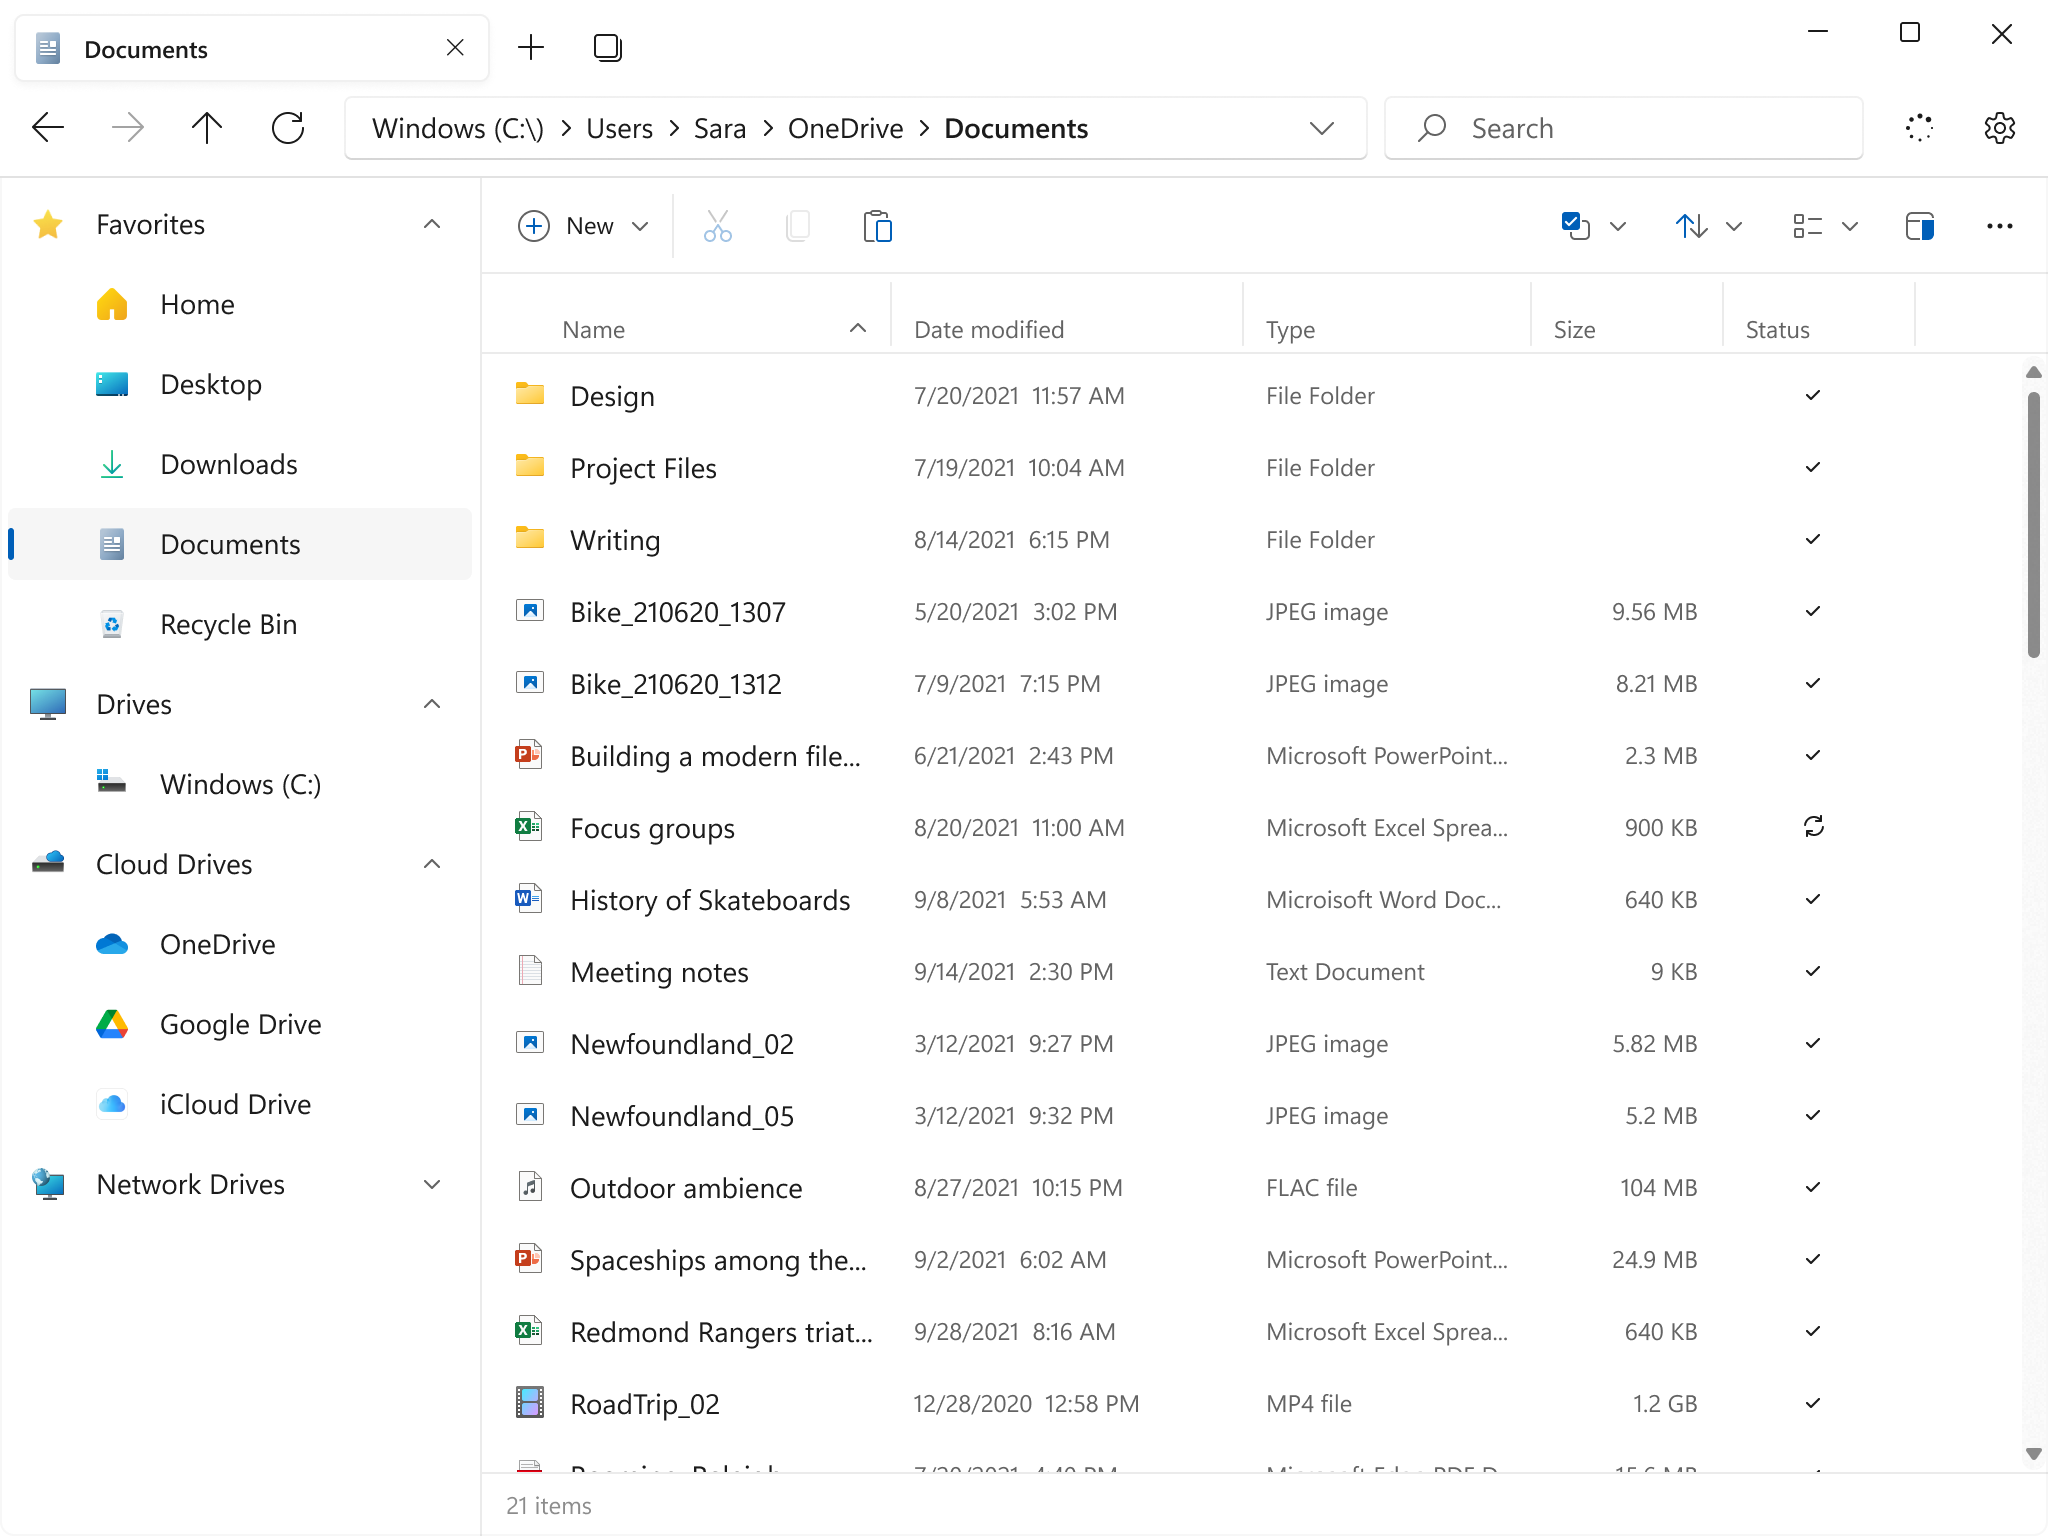 Documents
Windows (C:\) > Users > Sara > OneDrive > Documents
Search
Favorites
Home
Desktop
Downloads
Documents
Recycle Bin
Drives
Windows (C:)
Cloud Drives
OneDrive
Google Drive
iCloud Drive
Network Drives
New
Name Date modified Type Size Status
Design 7/20/2021 11:57 AM File Folder
Project Files 7/19/2021 10:04 AM File Folder
Writing 8/14/2021 6:15 PM File Folder
Bike_210620_1307 5/20/2021 3:02 PM JPEG image 9.56 MB
Bike_210620_1312 7/9/2021 7:15 PM JPEG image 8.21 MB
Building a modern file... 6/21/2021 2:43 PM Microsoft PowerPoint... 2.3 MB
Focus groups 8/20/2021 11:00 AM Microsoft Excel Sprea... 900 KB
History of Skateboards 9/8/2021 5:53 AM Microisoft Word Doc... 640 KB
Meeting notes 9/14/2021 2:30 PM Text Document 9 KB
Newfoundland_02 3/12/2021 9:27 PM JPEG image 5.82 MB
Newfoundland_05 3/12/2021 9:32 PM JPEG image 5.2 MB
Outdoor ambience 8/27/2021 10:15 PM FLAC file 104 MB
Spaceships among the... 9/2/2021 6:02 AM Microsoft PowerPoint... 24.9 MB
Redmond Rangers triat... 9/28/2021 8:16 AM Microsoft Excel Sprea... 640 KB
RoadTrip_02 12/28/2020 12:58 PM MP4 file 1.2 GB
21 items